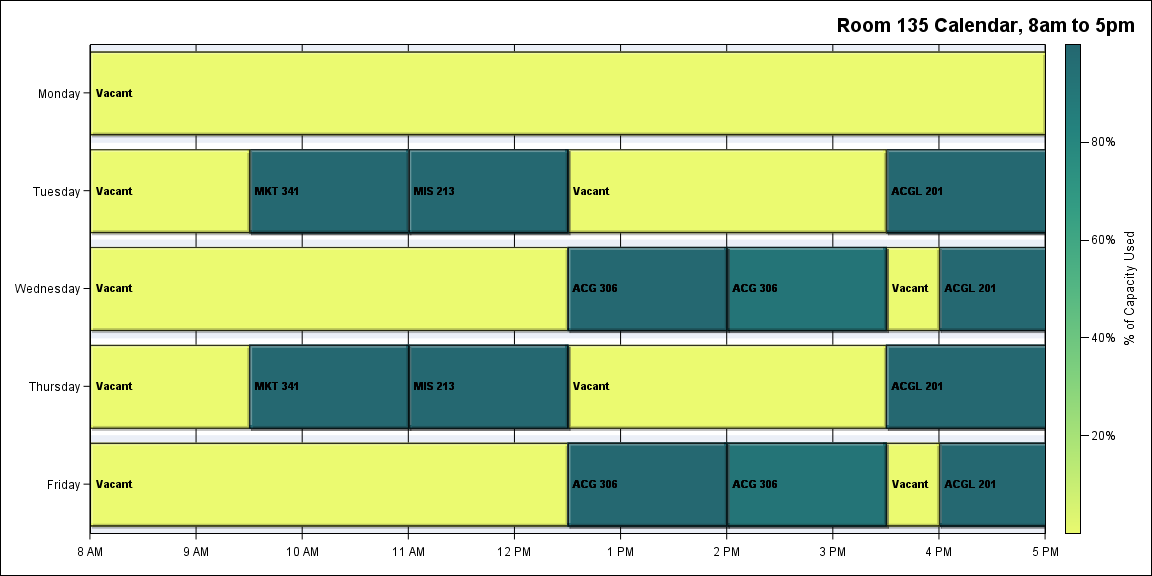 Room 135 Calendar, 8am to 5pm
Monday
Vacant
Tuesday
Vacant
MKT 341
MIS 213
Vacant
ACGL 201
Wednesday
Vacant
ACG 306
ACG 306
Vacant
ACGL 201
Thursday
Vacant
MKT 341
MIS 213
Vacant
ACGL 201
Friday
Vacant
ACG 306
ACG 306
Vacant
ACGL 201
8 AM
9 AM
10 AM
11 AM
12 PM
1 PM
2 PM
3 PM
4 PM
5 PM
80%
60%
40%
20%
% of Capacity Used